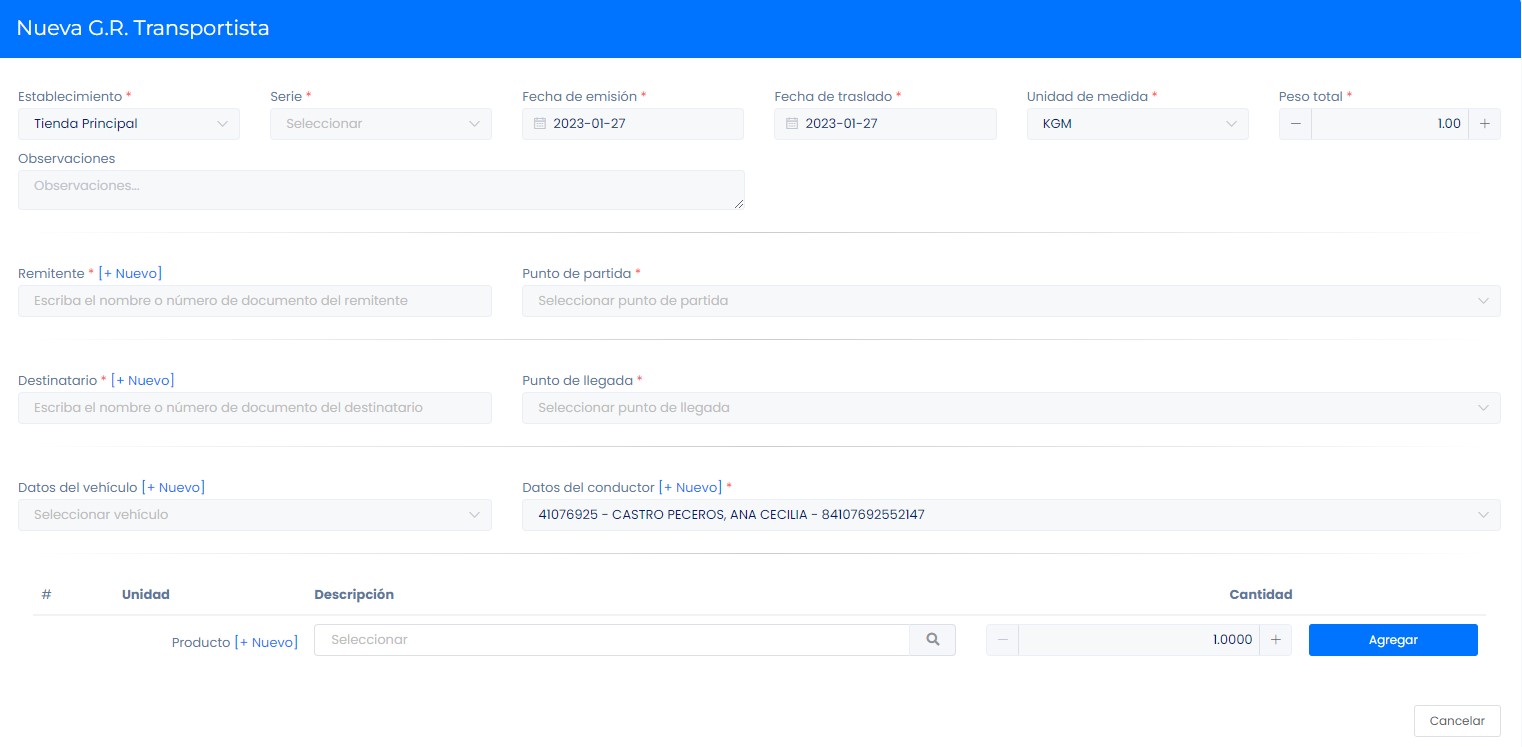 Nueva G.R. Transportista
Establecimiento * Serie * Fecha de emisión * Fecha de traslado * Unidad de medida * Peso total *
Tienda Principal Seleccionar 2023-01-27 2023-01-27 KGM − 1.00 +
Observaciones
Observaciones...
Remitente * [+ Nuevo] Punto de partida *
Escriba el nombre o número de documento del remitente Seleccionar punto de partida
Destinatario * [+ Nuevo] Punto de llegada *
Escriba el nombre o número de documento del destinatario Seleccionar punto de llegada
Datos del vehículo [+ Nuevo] Datos del conductor [+ Nuevo] *
Seleccionar vehículo 41076925 - CASTRO PECEROS, ANA CECILIA - 84107692552147
# Unidad Descripción Cantidad
Producto [+ Nuevo] Seleccionar − 1.0000 + Agregar
Cancelar